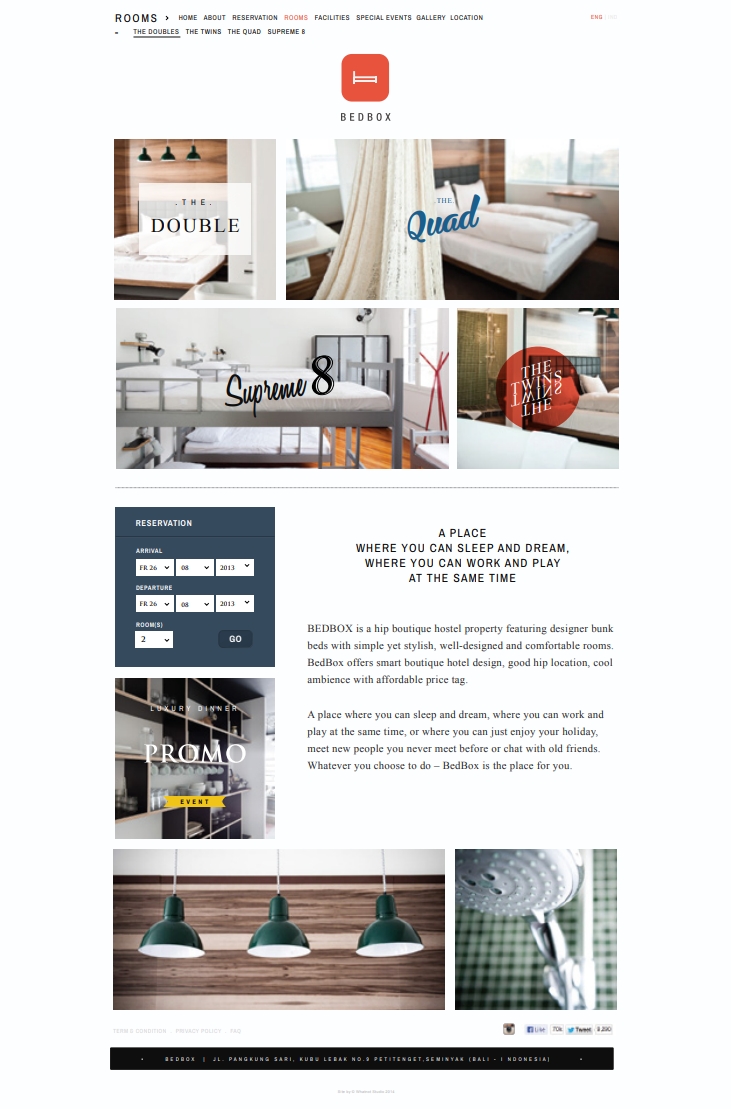 ROOMS › HOME ABOUT RESERVATION ROOMS FACILITIES SPECIAL EVENTS GALLERY LOCATION ENG
THE DOUBLES THE TWINS THE QUAD SUPREME 8
BEDBOX
.THE.
DOUBLE
.THE.
Quad
Supreme 8
THE
TWINS
TWINS
THE
RESERVATION
ARRIVAL
FR 26 08 2013
DEPARTURE
FR 26 08 2013
ROOM(S)
2 GO
A PLACE
WHERE YOU CAN SLEEP AND DREAM,
WHERE YOU CAN WORK AND PLAY
AT THE SAME TIME
BEDBOX is a hip boutique hostel property featuring designer bunk
beds with simple yet stylish, well-designed and comfortable rooms.
BedBox offers smart boutique hotel design, good hip location, cool
ambience with affordable price tag.
A place where you can sleep and dream, where you can work and
play at the same time, or where you can just enjoy your holiday,
meet new people you never meet before or chat with old friends.
Whatever you choose to do – BedBox is the place for you.
LUXURY DINNER
PROMO
EVENT
TERMS CONDITION . PRIVACY POLICY . FAQ
Like 70k Tweet 9,290
• BEDBOX | JL. PANGKUNG SARI, KUBU LEBAK NO.9 PETITENGET,SEMINYAK (BALI - I NDONESIA) •